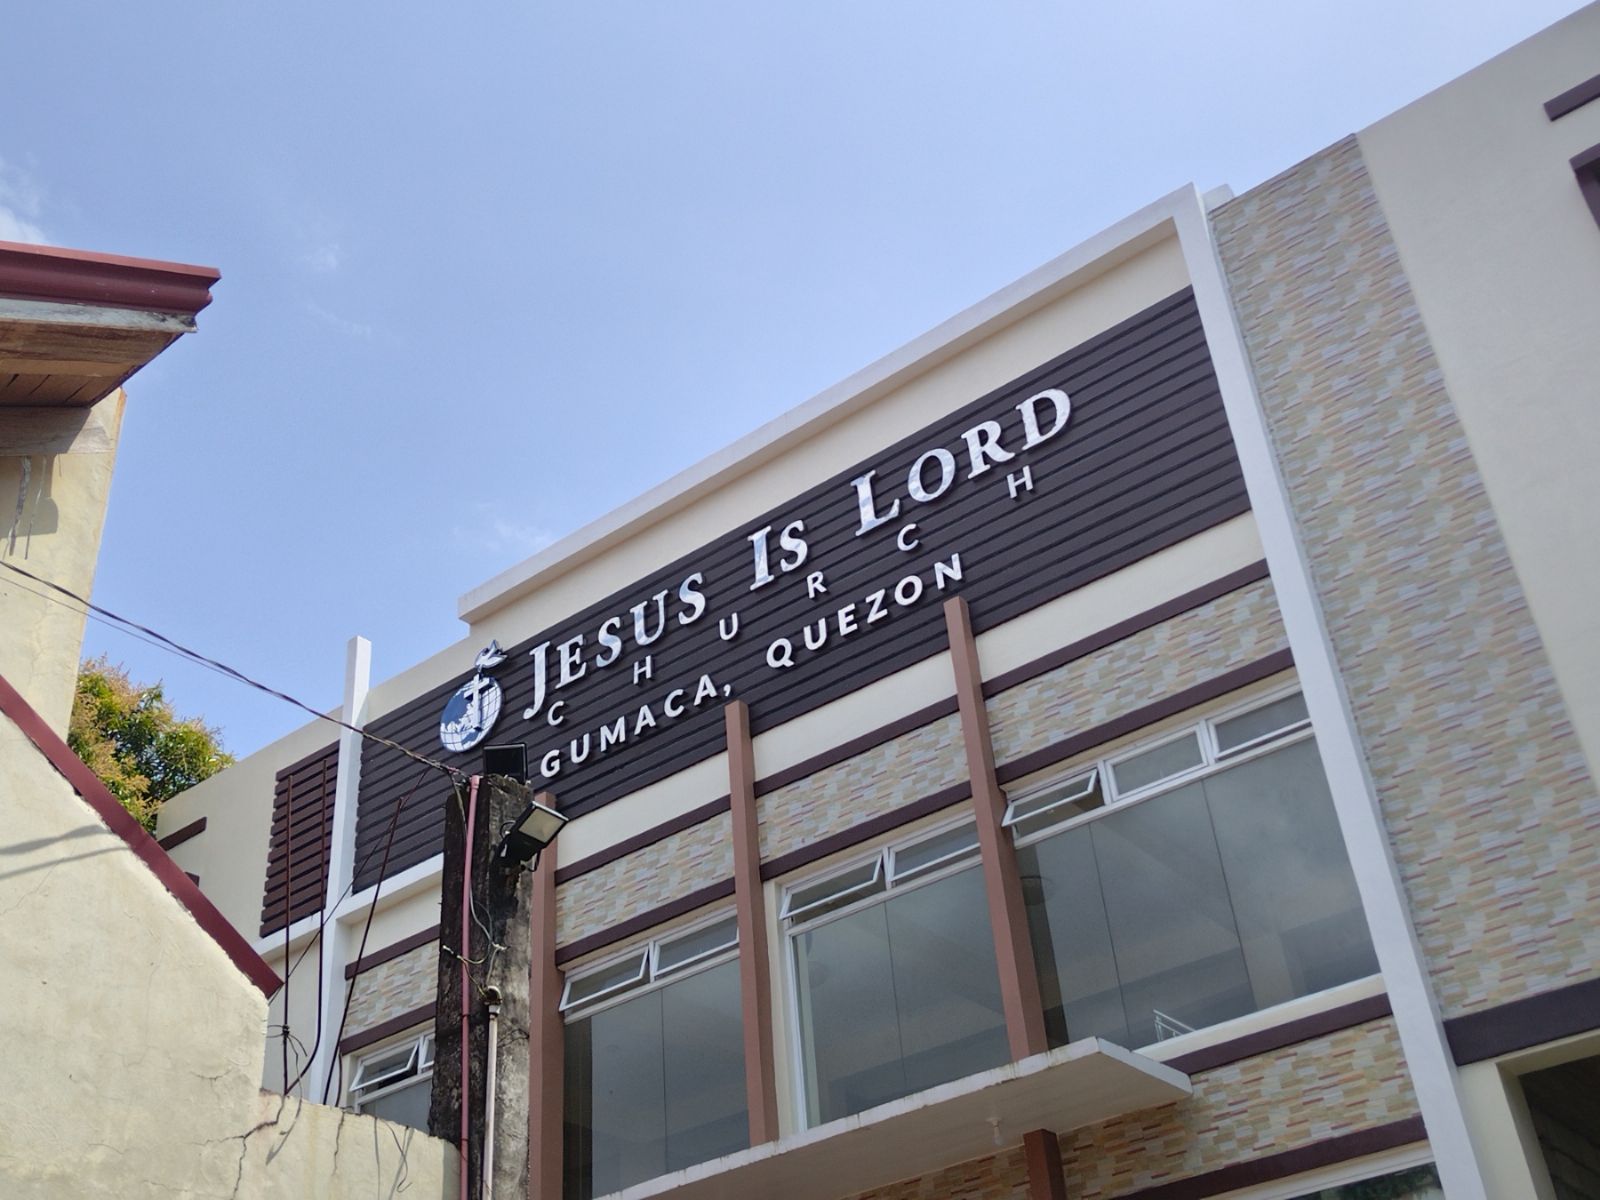 JESUS IS LORD
CHURCH
GUMACA, QUEZON